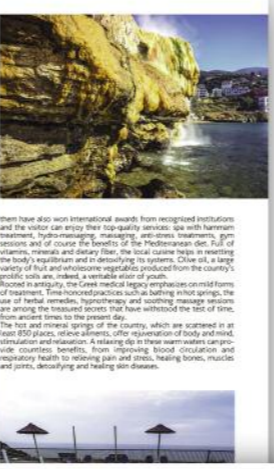 them have also won international awards from recognized institutions
and the visitor can enjoy their top-quality services: spa with hammam
treatment, hydro-massaging, massaging, anti-stress treatments, gym
sessions and of course the benefits of the Mediterranean diet. Full of
vitamins, minerals and dietary fiber, the local cuisine helps in resetting
the body's equilibrium and in detoxifying its systems. Olive oil, a large
variety of fruit and wholesome vegetables produced from the country's
prolific soils are, indeed, a veritable elixir of youth.
Rooted in antiquity, the Greek medical legacy emphasizes on mild forms
of treatment. Time-honored practices such as bathing in hot springs, the
use of herbal remedies, hypnotherapy and soothing massage sessions
are among the treasured secrets that have withstood the test of time,
from ancient times to the present day.
The hot and mineral springs of the country, which are scattered in at
least 850 places, relieve ailments, offer rejuvenation of body and mind,
stimulation and relaxation. A relaxing dip in these warm waters can pro-
vide countless benefits, from improving blood circulation and
respiratory health to relieving pain and stress, healing bones, muscles
and joints, detoxifying and healing skin diseases.